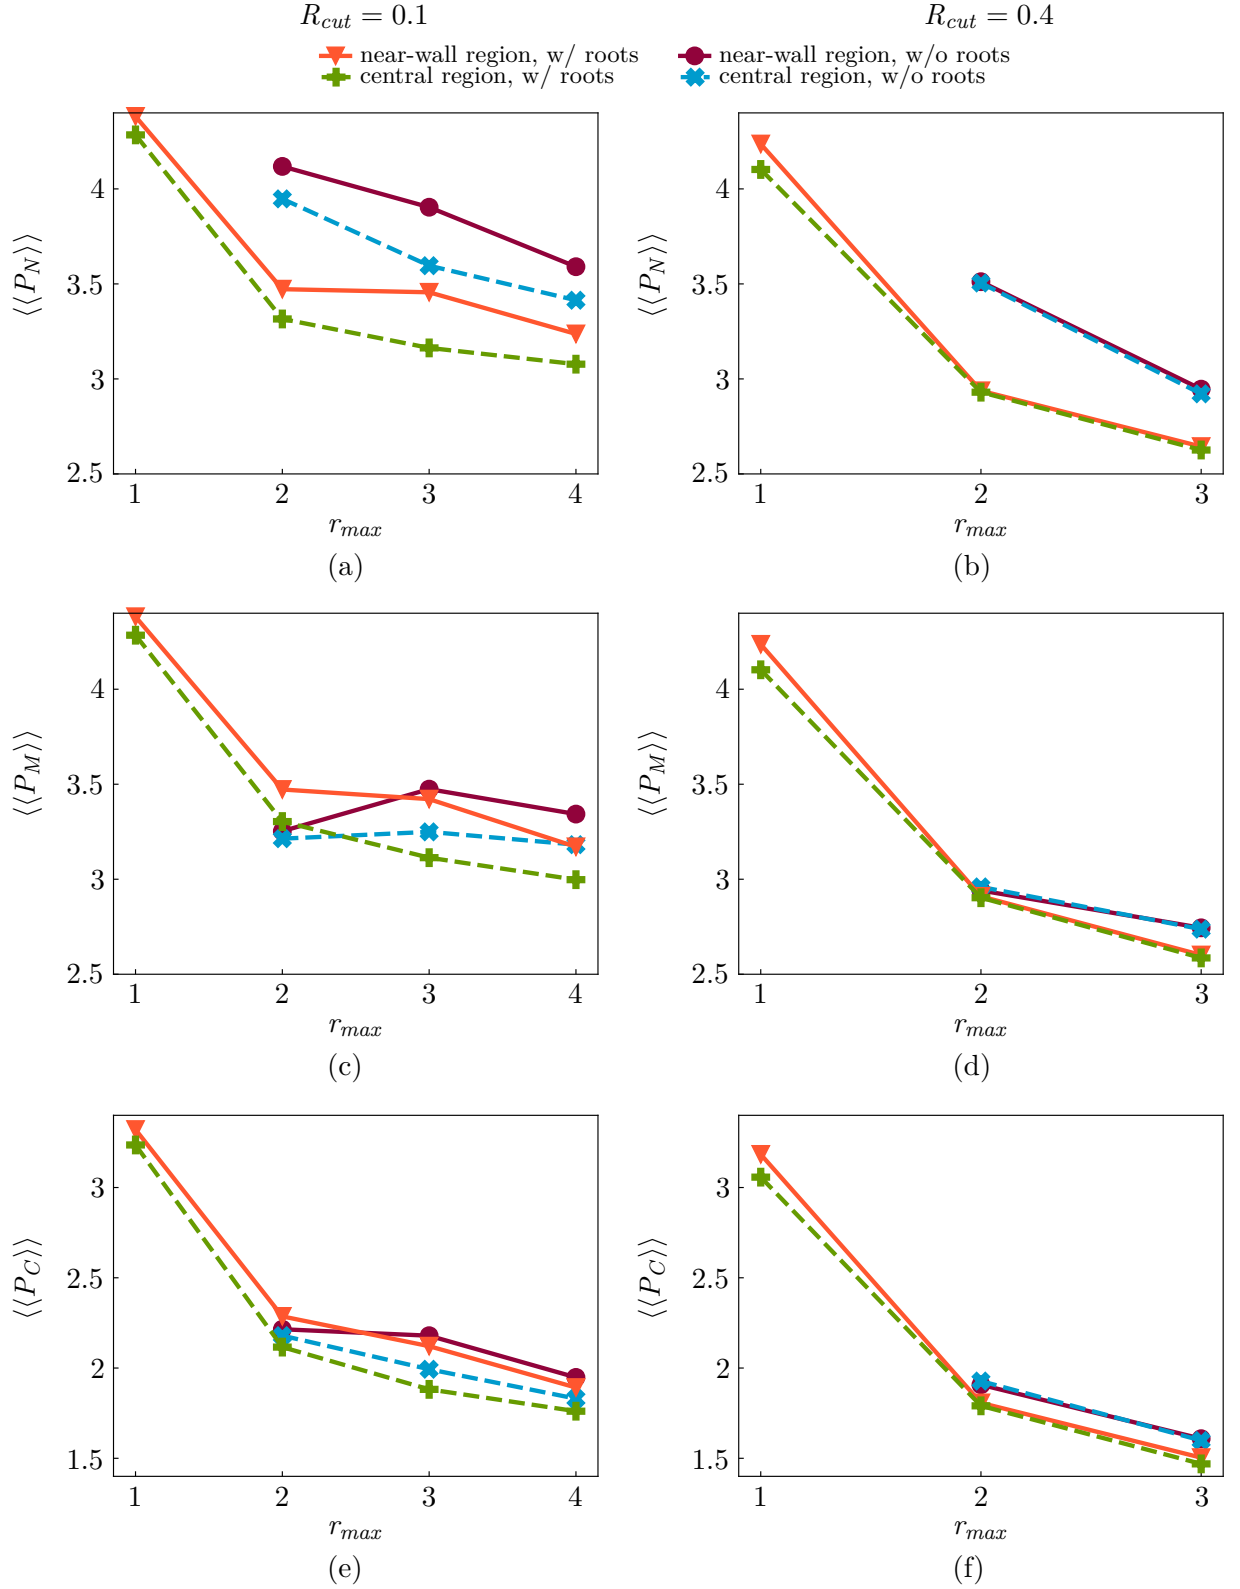 R_cut = 0.1
R_cut = 0.4
near-wall region, w/ roots
near-wall region, w/o roots
central region, w/ roots
central region, w/o roots
⟨⟨P_N⟩⟩
4
3.5
3
2.5
1 2 3 4
r_max
(a)
⟨⟨P_N⟩⟩
4
3.5
3
2.5
1 2 3
r_max
(b)
⟨⟨P_M⟩⟩
4
3.5
3
2.5
1 2 3 4
r_max
(c)
⟨⟨P_M⟩⟩
4
3.5
3
2.5
1 2 3
r_max
(d)
⟨⟨P_C⟩⟩
3
2.5
2
1.5
1 2 3 4
r_max
(e)
⟨⟨P_C⟩⟩
3
2.5
2
1.5
1 2 3
r_max
(f)